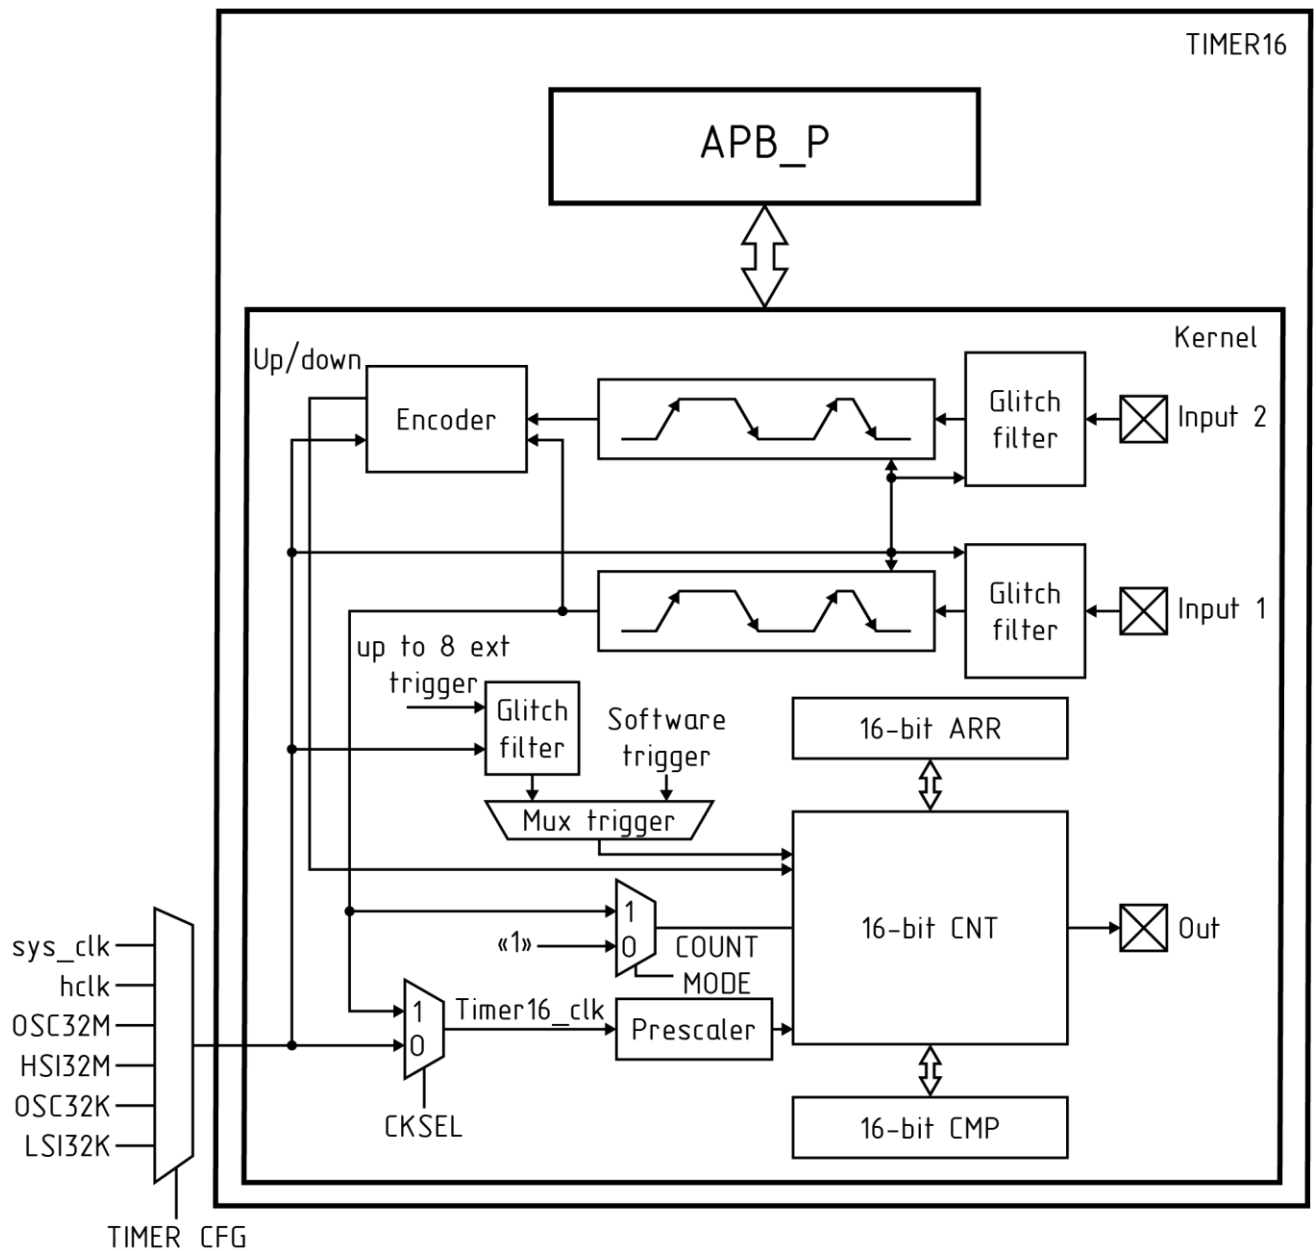 TIMER16
APB_P
Kernel
Up/down
Encoder
Glitch
filter
Input 2
Glitch
filter
Input 1
up to 8 ext
trigger
Glitch
filter
Software
trigger
16-bit ARR
Mux trigger
1
«1»
0
COUNT
MODE
16-bit CNT
Out
sys_clk
hclk
OSC32M
HSI32M
OSC32K
LSI32K
1
0
Timer16_clk
Prescaler
CKSEL
16-bit CMP
TIMER CFG